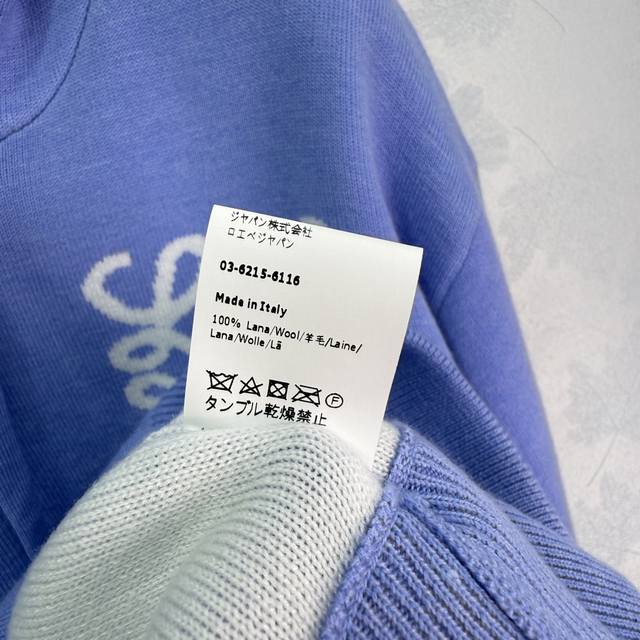 ジャパン株式会社
ロエベジャパン
03-6215-6116
Made in Italy
100% Lana/Wool/羊毛/Laine/
Lana/Wolle/Lã
F
タンブル乾燥禁止